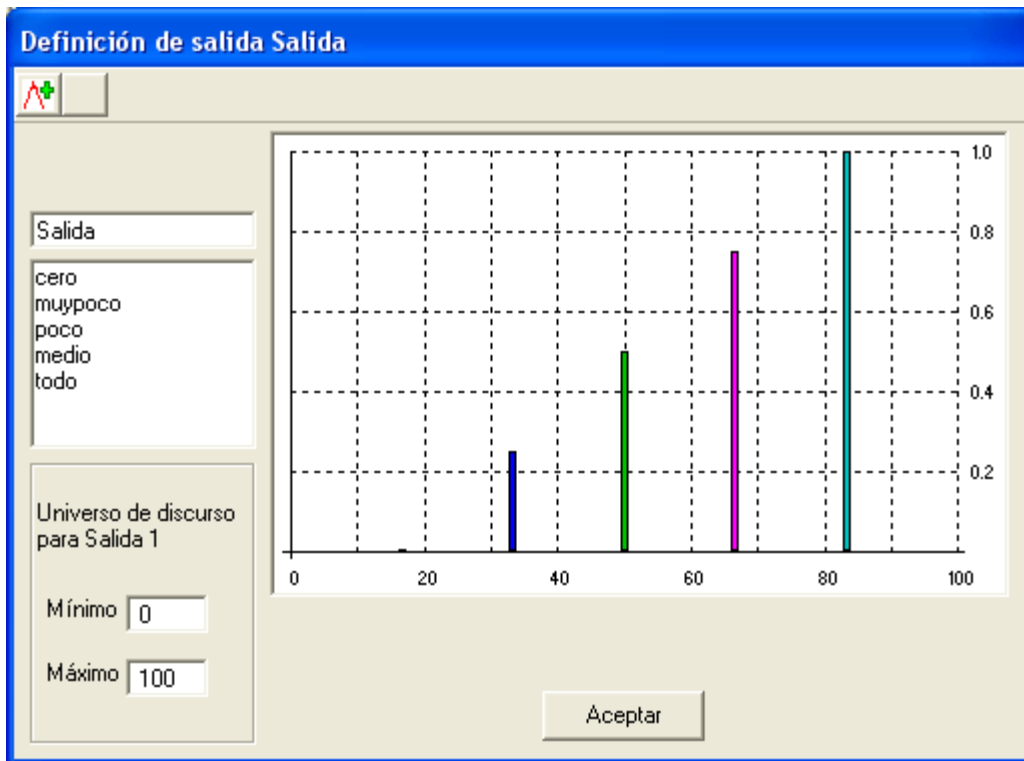 Definición de salida Salida
Salida
cero
muypoco
poco
medio
todo
Universo de discurso
para Salida 1
Mínimo 0
Máximo 100
1.0
0.8
0.6
0.4
0.2
0 20 40 60 80 100
Aceptar